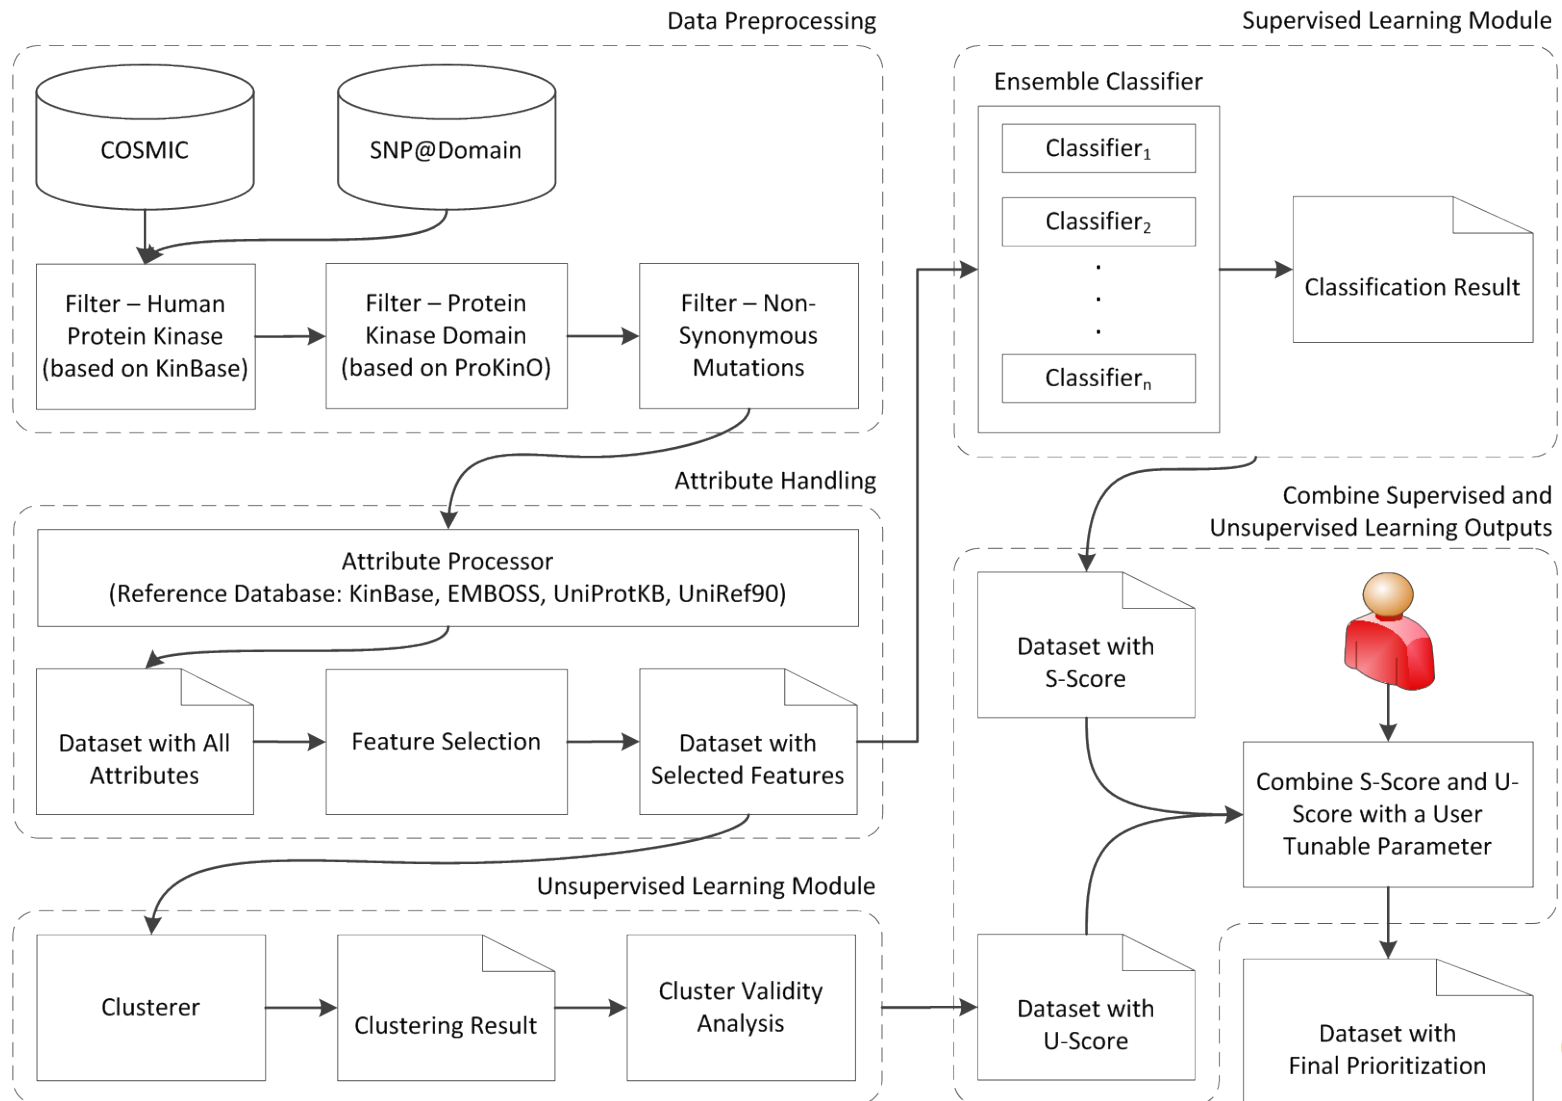 Data Preprocessing
COSMIC
SNP@Domain
Filter – Human
Protein Kinase
(based on KinBase)
Filter – Protein
Kinase Domain
(based on ProKinO)
Filter – Non-
Synonymous
Mutations
Attribute Handling
Attribute Processor
(Reference Database: KinBase, EMBOSS, UniProtKB, UniRef90)
Dataset with All
Attributes
Feature Selection
Dataset with
Selected Features
Unsupervised Learning Module
Clusterer
Clustering Result
Cluster Validity
Analysis
Supervised Learning Module
Ensemble Classifier
Classifier₁
Classifier₂
.
.
.
Classifierₙ
Classification Result
Combine Supervised and
Unsupervised Learning Outputs
Dataset with
S-Score
Combine S-Score and U-
Score with a User
Tunable Parameter
Dataset with
U-Score
Dataset with
Final Prioritization